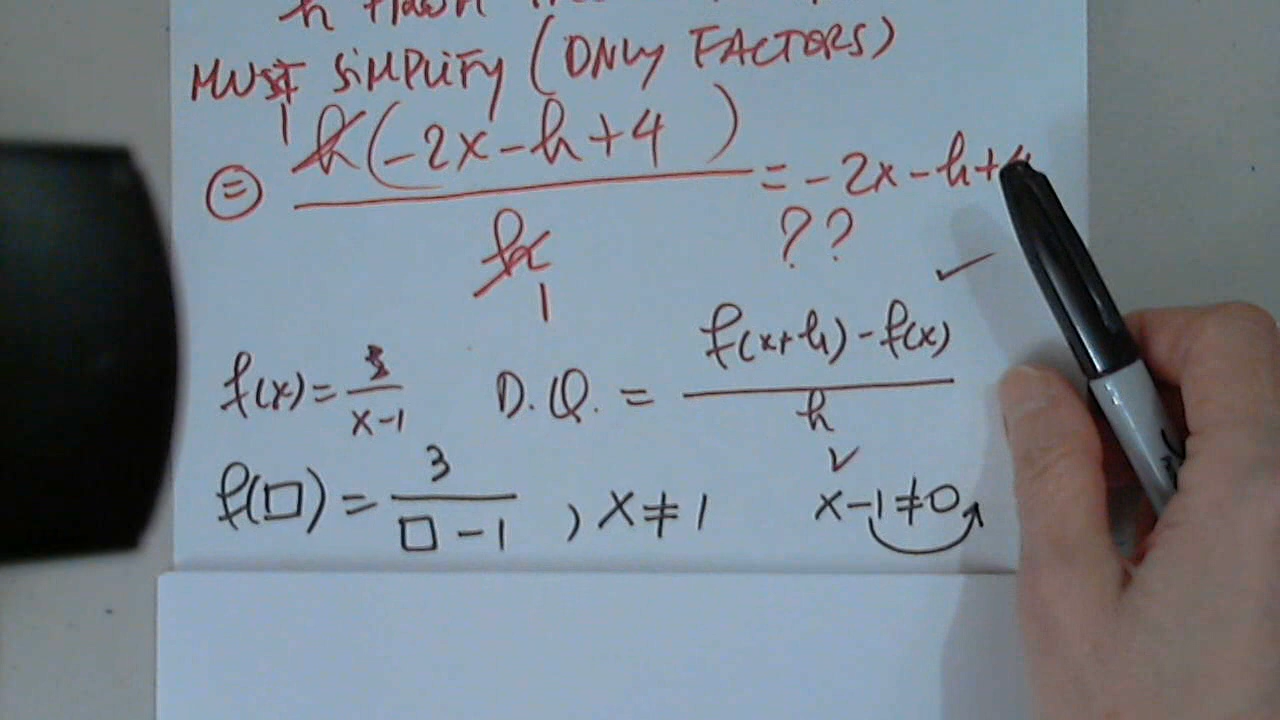 h
MUST SIMPLIFY (ONLY FACTORS)
= h(-2x-h+4) / h = -2x-h+4
1
1
??
✓
f(x) = 3/(x-1) D.Q. = (f(x+h)-f(x))/h
f(□) = 3/(□-1) , x≠1 ✓ x-1≠0